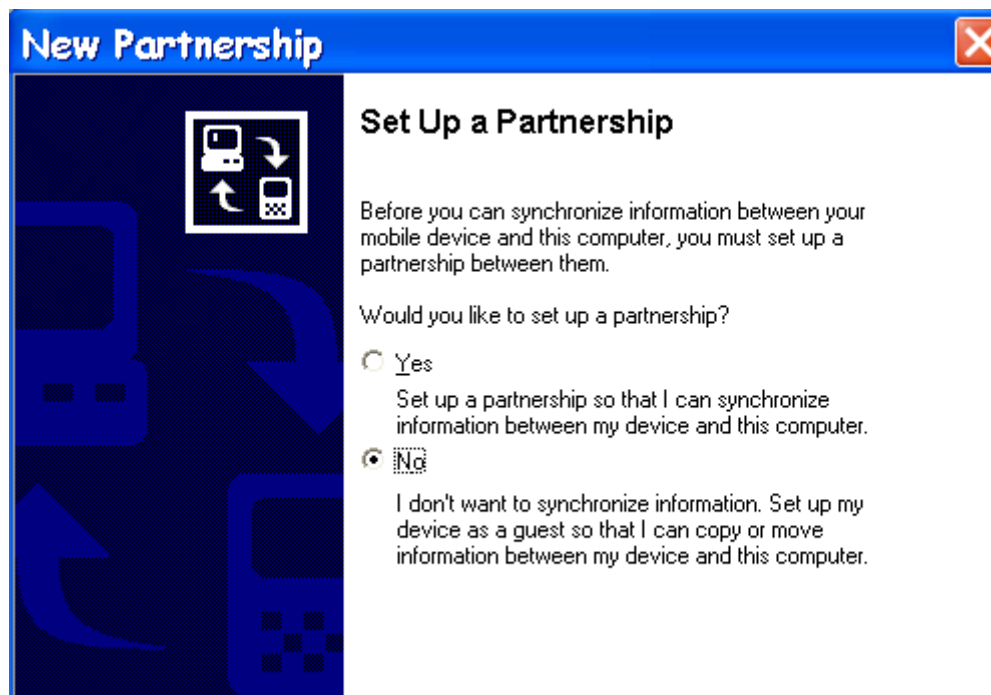 New Partnership
Set Up a Partnership
Before you can synchronize information between your
mobile device and this computer, you must set up a
partnership between them.
Would you like to set up a partnership?
Yes
Set up a partnership so that I can synchronize
information between my device and this computer.
No
I don't want to synchronize information. Set up my
device as a guest so that I can copy or move
information between my device and this computer.